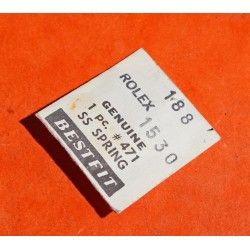 188
ROLEX 1530
GENUINE
1 PC. # 471
SS SPRING
BESTFIT